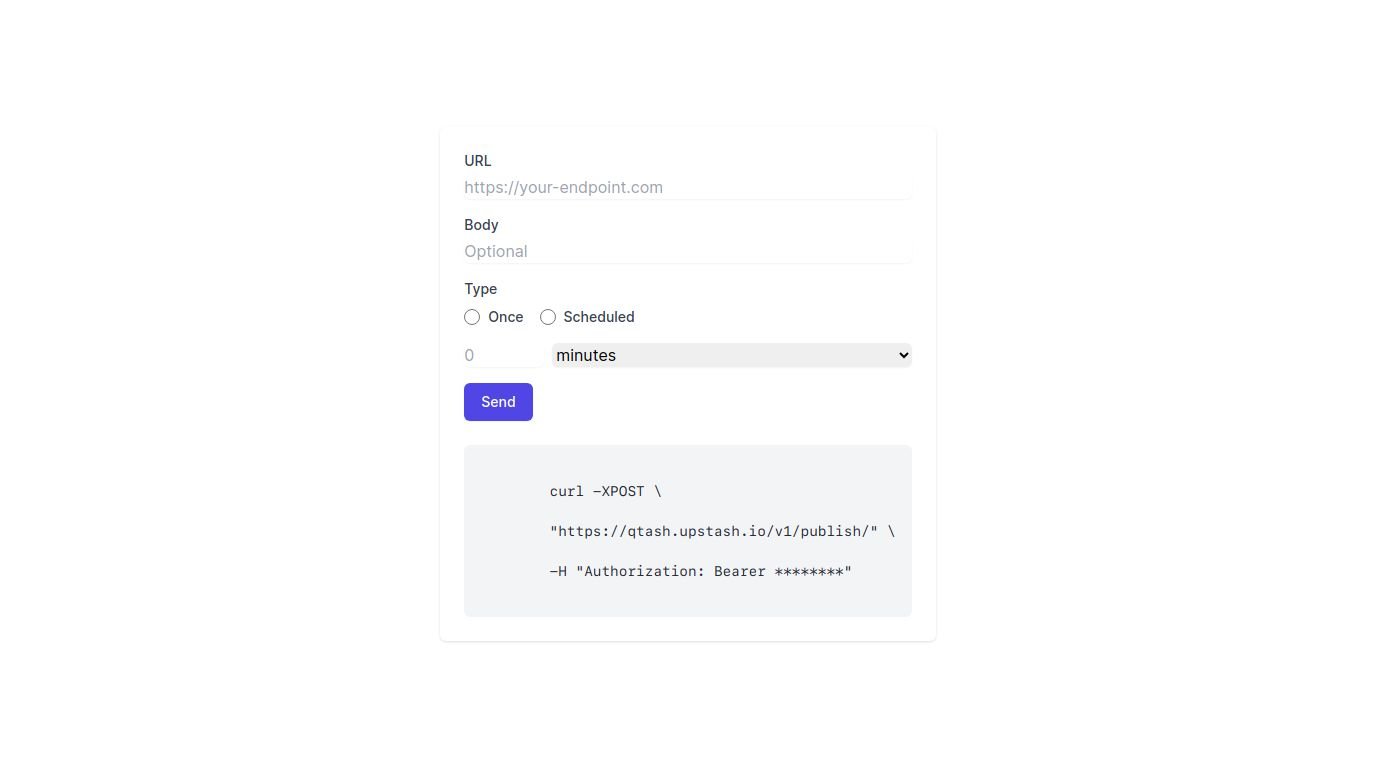 URL
https://your-endpoint.com
Body
Optional
Type
Once Scheduled
0 minutes
Send
curl -XPOST \
"https://qtash.upstash.io/v1/publish/" \
-H "Authorization: Bearer ********"